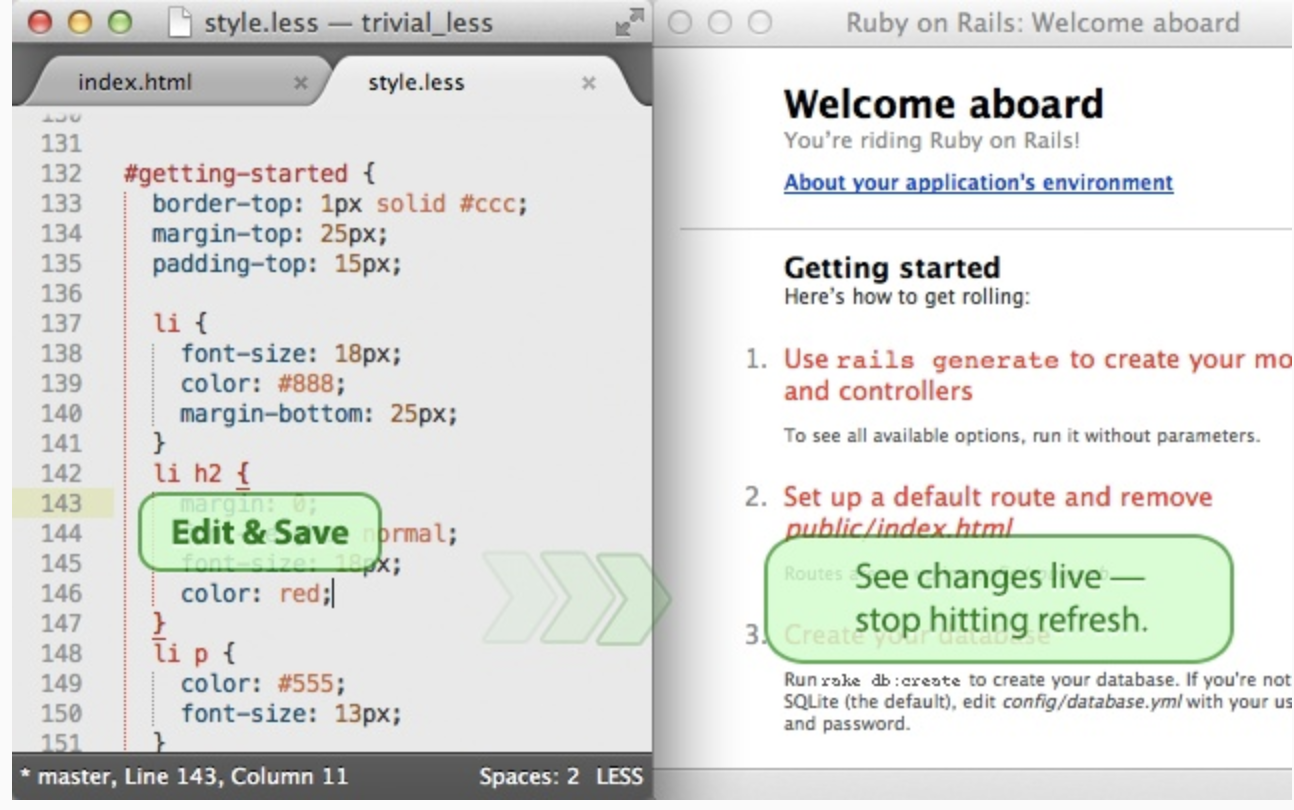 style.less — trivial_less
index.html ×
style.less ×
130
131
132 #getting-started {
133 border-top: 1px solid #ccc;
134 margin-top: 25px;
135 padding-top: 15px;
136
137 li {
138 font-size: 18px;
139 color: #888;
140 margin-bottom: 25px;
141 }
142 li h2 {
143 margin: 0;
144 normal;
145 font-size: 18px;
146 color: red;
147 }
148 li p {
149 color: #555;
150 font-size: 13px;
151 }
Edit & Save
* master, Line 143, Column 11 Spaces: 2 LESS
Ruby on Rails: Welcome aboard
Welcome aboard
You're riding Ruby on Rails!
About your application's environment
Getting started
Here's how to get rolling:
1. Use rails generate to create your mo
and controllers
To see all available options, run it without parameters.
2. Set up a default route and remove
public/index.html
Routes
See changes live —
stop hitting refresh.
3. Create your database
Run rake db:create to create your database. If you're not
SQLite (the default), edit config/database.yml with your us
and password.